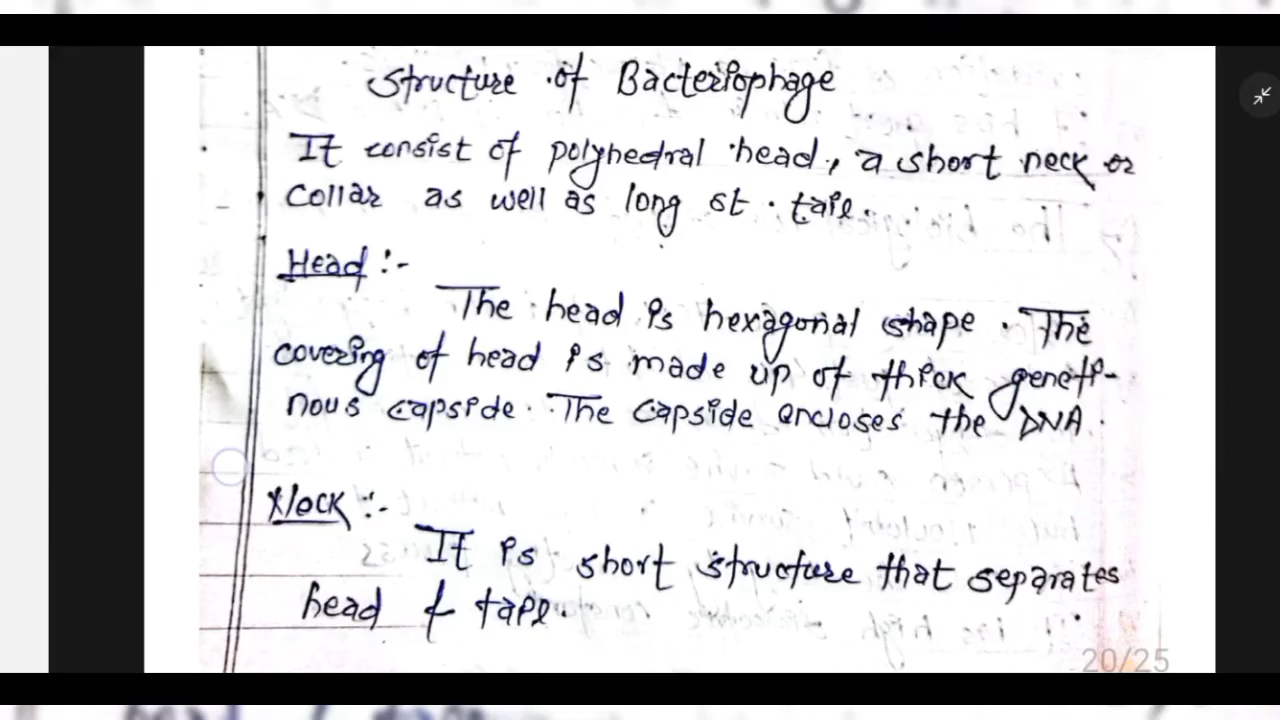 Structure of Bacteriophage
It consist of polyhedral head, a short neck or
collar as well as long st. tail.
Head :-
The head is hexagonal shape. The
covering of head is made up of thick geneti-
nous capside. The capside encloses the DNA.
Neck :-
It is short structure that separates
head & tail.
20/25